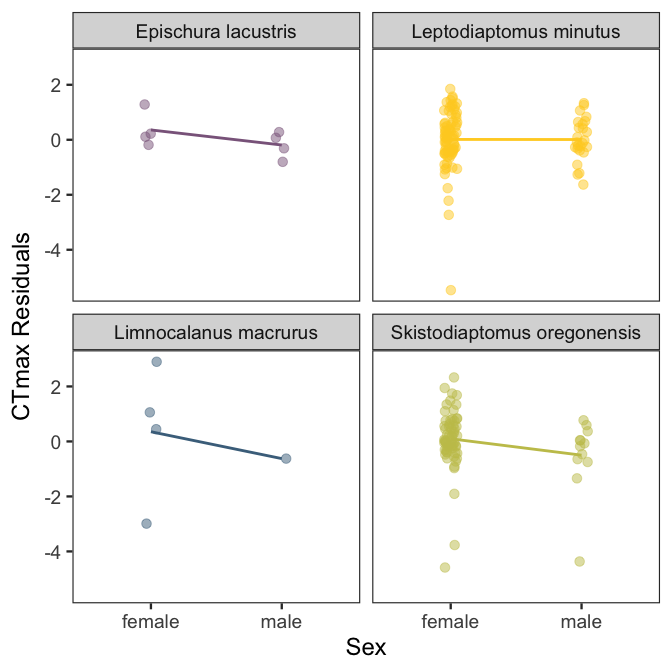 Epischura lacustris
Leptodiaptomus minutus
2
0
-2
-4
CTmax Residuals
Limnocalanus macrurus
Skistodiaptomus oregonensis
2
0
-2
-4
female
male
female
male
Sex